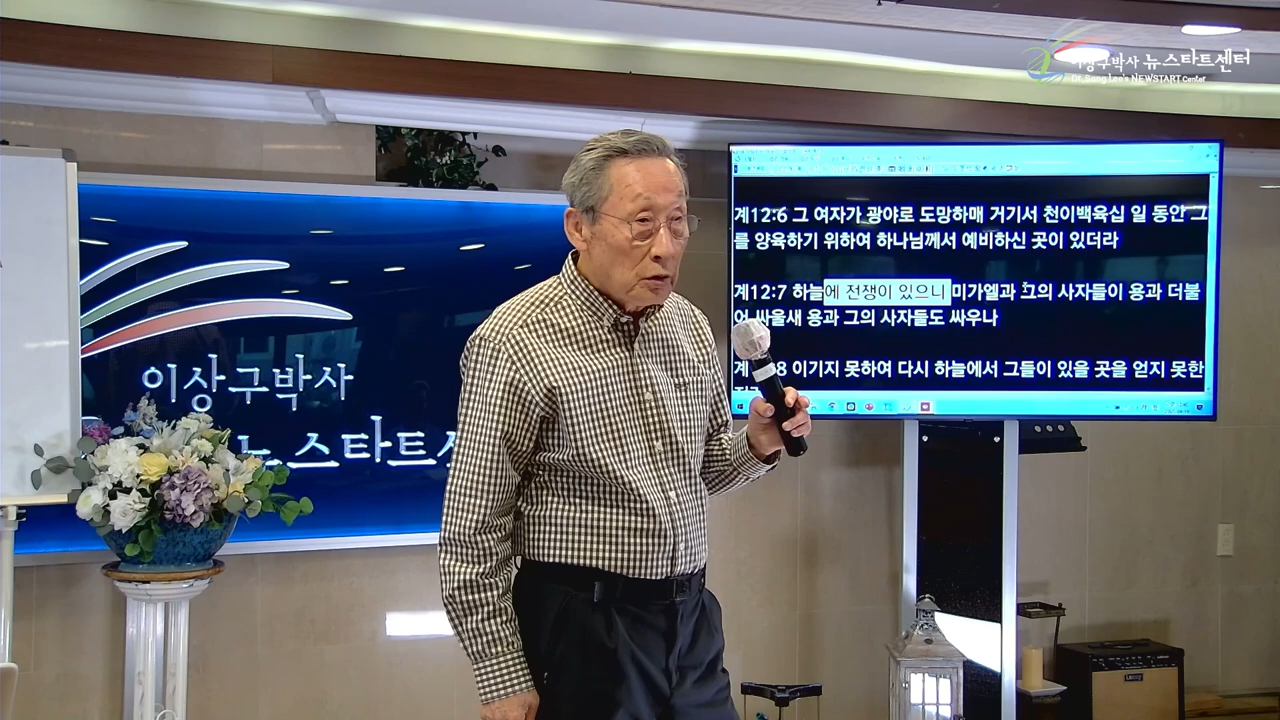 이상구박사 뉴스타트센터
Dr. Sang Lee's NEWSTART Center
계12:6 그 여자가 광야로 도망하매 거기서 천이백육십 일 동안 그
를 양육하기 위하여 하나님께서 예비하신 곳이 있더라
계12:7 하늘에 전쟁이 있으니 미가엘과 그의 사자들이 용과 더불
어 싸울새 용과 그의 사자들도 싸우나
8 이기지 못하여 다시 하늘에서 그들이 있을 곳을 얻지 못한
이상구박사
뉴스타트